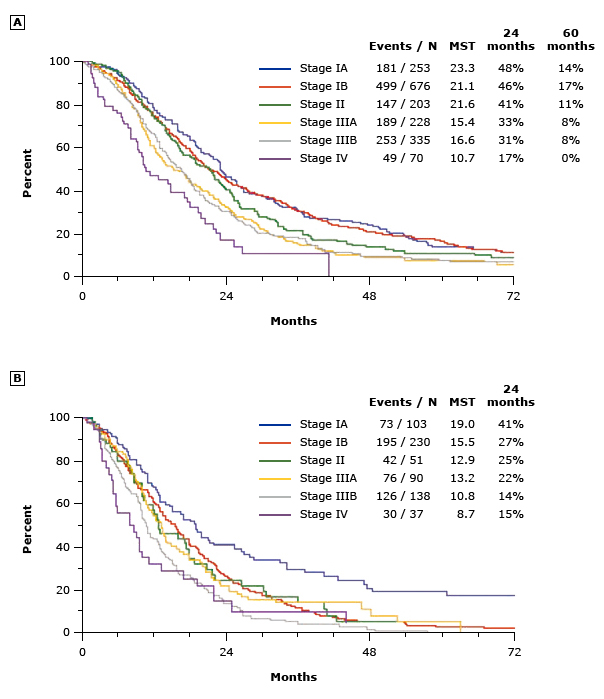 A
24 60
Events / N MST months months
Stage IA 181 / 253 23.3 48% 14%
Stage IB 499 / 676 21.1 46% 17%
Stage II 147 / 203 21.6 41% 11%
Stage IIIA 189 / 228 15.4 33% 8%
Stage IIIB 253 / 335 16.6 31% 8%
Stage IV 49 / 70 10.7 17% 0%
100
80
60
40
20
0
Percent
0 24 48 72
Months
B
24
Events / N MST months
Stage IA 73 / 103 19.0 41%
Stage IB 195 / 230 15.5 27%
Stage II 42 / 51 12.9 25%
Stage IIIA 76 / 90 13.2 22%
Stage IIIB 126 / 138 10.8 14%
Stage IV 30 / 37 8.7 15%
100
80
60
40
20
0
Percent
0 24 48 72
Months